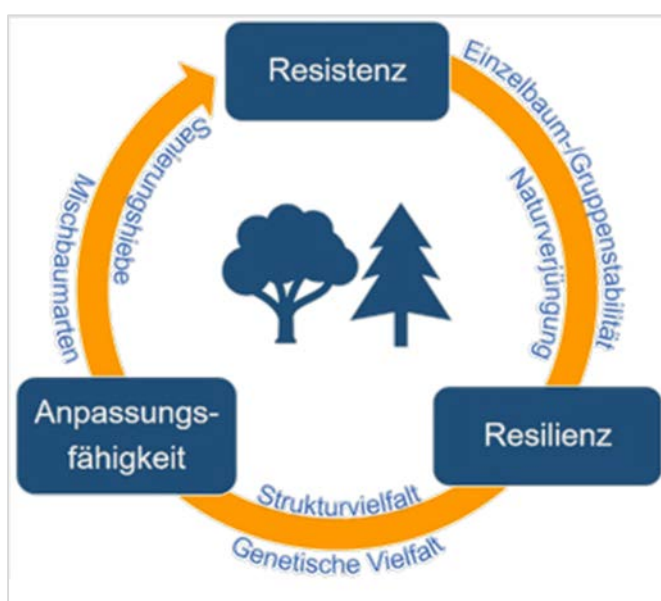 Resistenz
Einzelbaum-/Gruppenstabilität
Naturverjüngung
Sanierungshiebe
Mischbaumarten
Anpassungs-
fähigkeit
Resilienz
Strukturvielfalt
Genetische Vielfalt